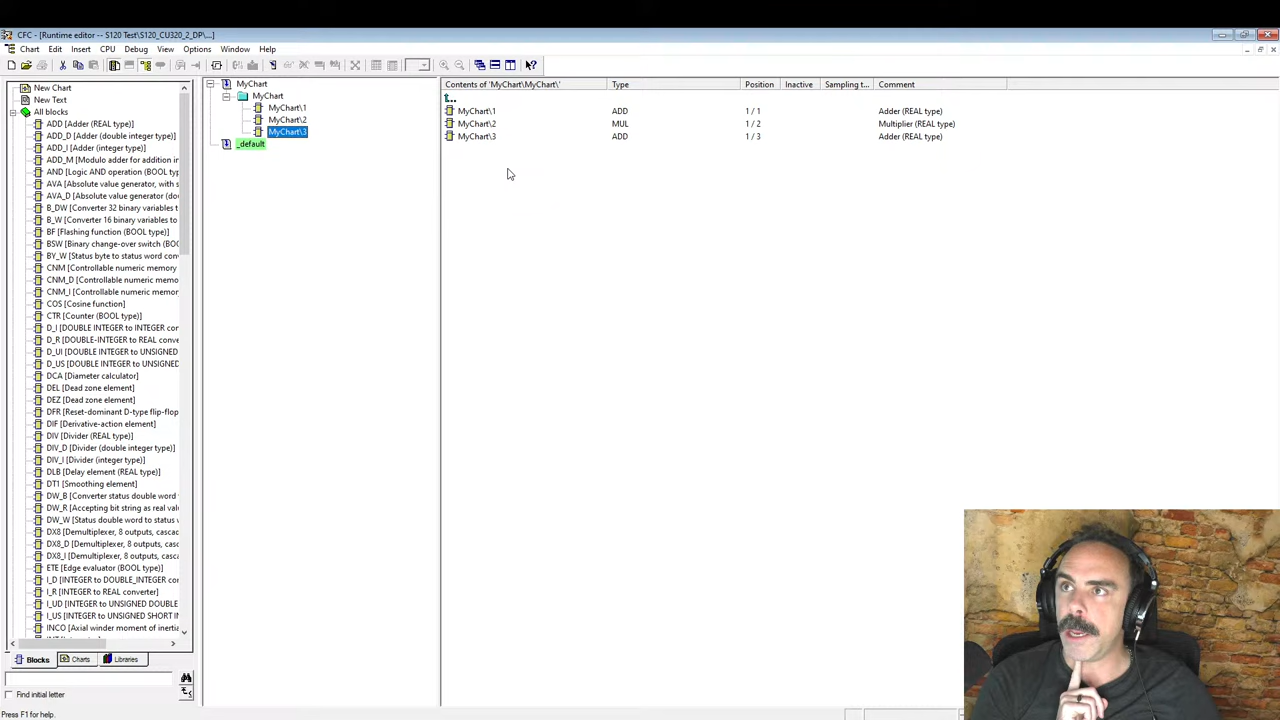 CFC - [Runtime editor -- S120 Test\S120_CU320_2_DP\...]
Chart Edit Insert CPU Debug View Options Window Help
New Chart
New Text
All blocks
ADD [Adder (REAL type)]
ADD_D [Adder (double integer type)]
ADD_I [Adder (integer type)]
ADD_M [Modulo adder for addition in
AND [Logic AND operation (BOOL typ
AVA [Absolute value generator, with s
AVA_D [Absolute value generator (dou
B_DW [Converter 32 binary variables t
B_W [Converter 16 binary variables to
BF [Flashing function (BOOL type)]
BSW [Binary change-over switch (BOO
BY_W [Status byte to status word conv
CNM [Controllable numeric memory
CNM_D [Controllable numeric memor
CNM_I [Controllable numeric memory
COS [Cosine function]
CTR [Counter (BOOL type)]
D_I [DOUBLE INTEGER to INTEGER con
D_R [DOUBLE-INTEGER to REAL conve
D_UI [DOUBLE INTEGER to UNSIGNED
D_US [DOUBLE INTEGER to UNSIGNED
DCA [Diameter calculator]
DEL [Dead zone element]
DEZ [Dead zone element]
DFR [Reset-dominant D-type flip-flop
DIF [Derivative-action element]
DIV [Divider (REAL type)]
DIV_D [Divider (double integer type)]
DIV_I [Divider (integer type)]
DLB [Delay element (REAL type)]
DT1 [Smoothing element]
DW_B [Converter status double word
DW_R [Accepting bit string as real valu
DW_W [Status double word to status w
DX8 [Demultiplexer, 8 outputs, cascad
DX8_D [Demultiplexer, 8 outputs, casc
DX8_I [Demultiplexer, 8 outputs, casca
ETE [Edge evaluator (BOOL type)]
I_D [INTEGER to DOUBLE_INTEGER con
I_R [INTEGER to REAL converter]
I_UD [INTEGER to UNSIGNED DOUBLE
I_US [INTEGER to UNSIGNED SHORT IN
INCO [Axial winder moment of inertia
Blocks Charts Libraries
Find initial letter
Press F1 for help.
MyChart
MyChart
MyChart\1
MyChart\2
MyChart\3
_default
Contents of 'MyChart\MyChart\' Type Position Inactive Sampling t... Comment
MyChart\1 ADD 1 / 1 Adder (REAL type)
MyChart\2 MUL 1 / 2 Multiplier (REAL type)
MyChart\3 ADD 1 / 3 Adder (REAL type)